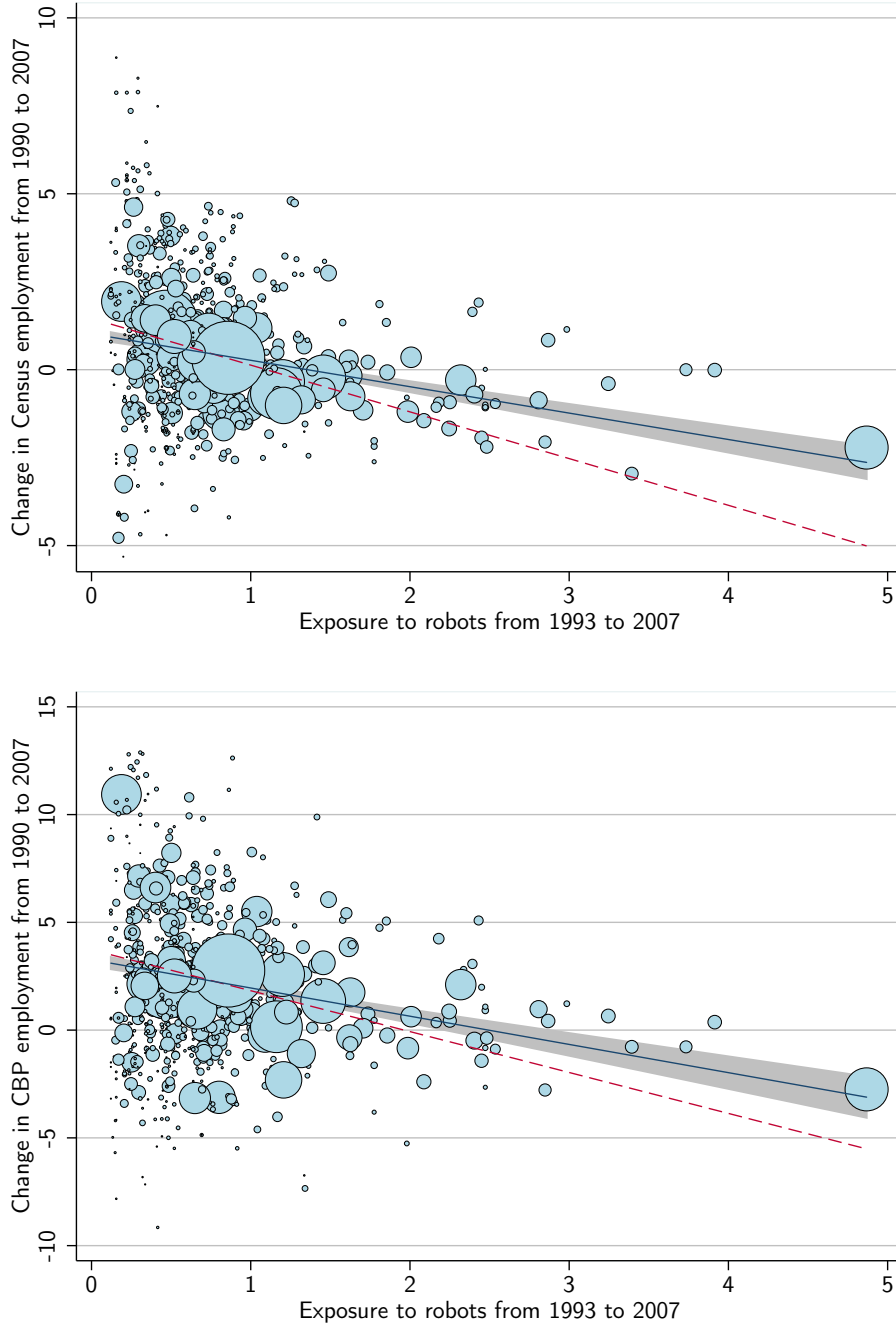 10
5
0
-5
Change in Census employment from 1990 to 2007
0 1 2 3 4 5
Exposure to robots from 1993 to 2007
15
10
5
0
-5
-10
Change in CBP employment from 1990 to 2007
0 1 2 3 4 5
Exposure to robots from 1993 to 2007